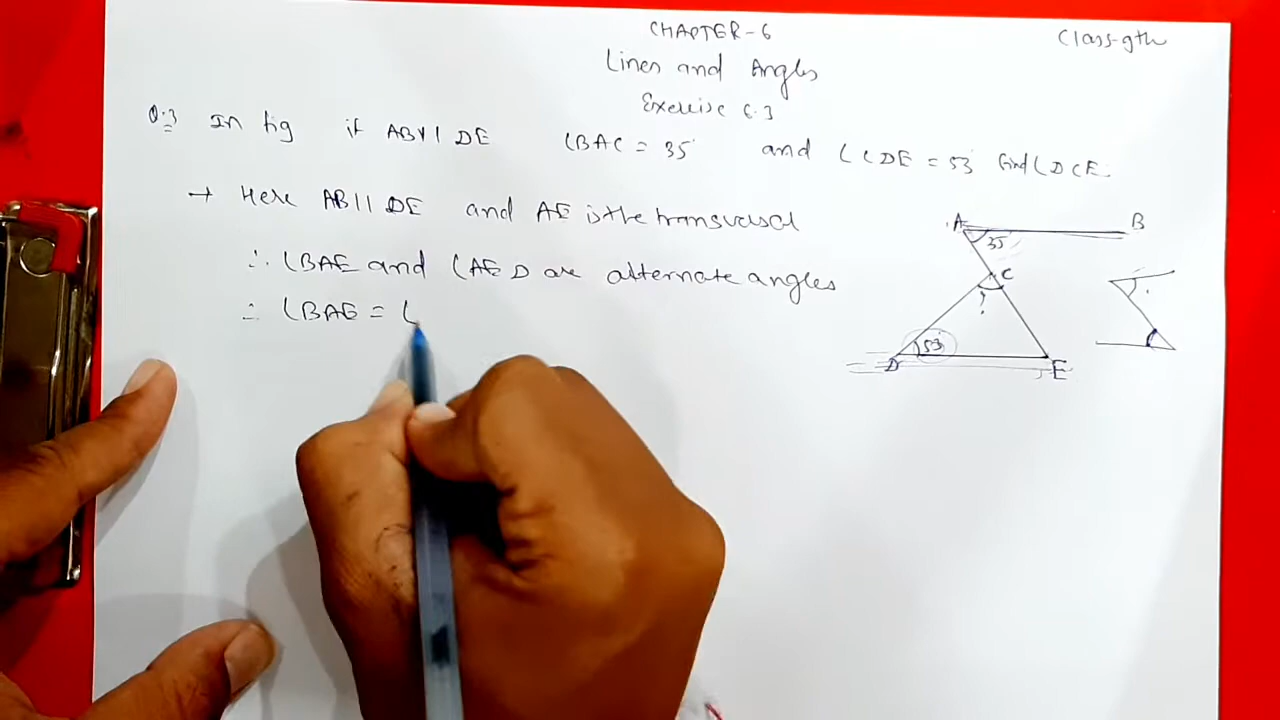 CHAPTER-6
Class-9th
Lines and Angles
Exercise 6.3
Q.3 In fig if AB || DE ∠BAC = 35° and ∠CDE = 53° find ∠DCE.
→ Here AB || DE and AE is the transversal
∴ ∠BAE and ∠AED are alternate angles
∴ ∠BAE = ∠
A B
35
C
?
53°
D E